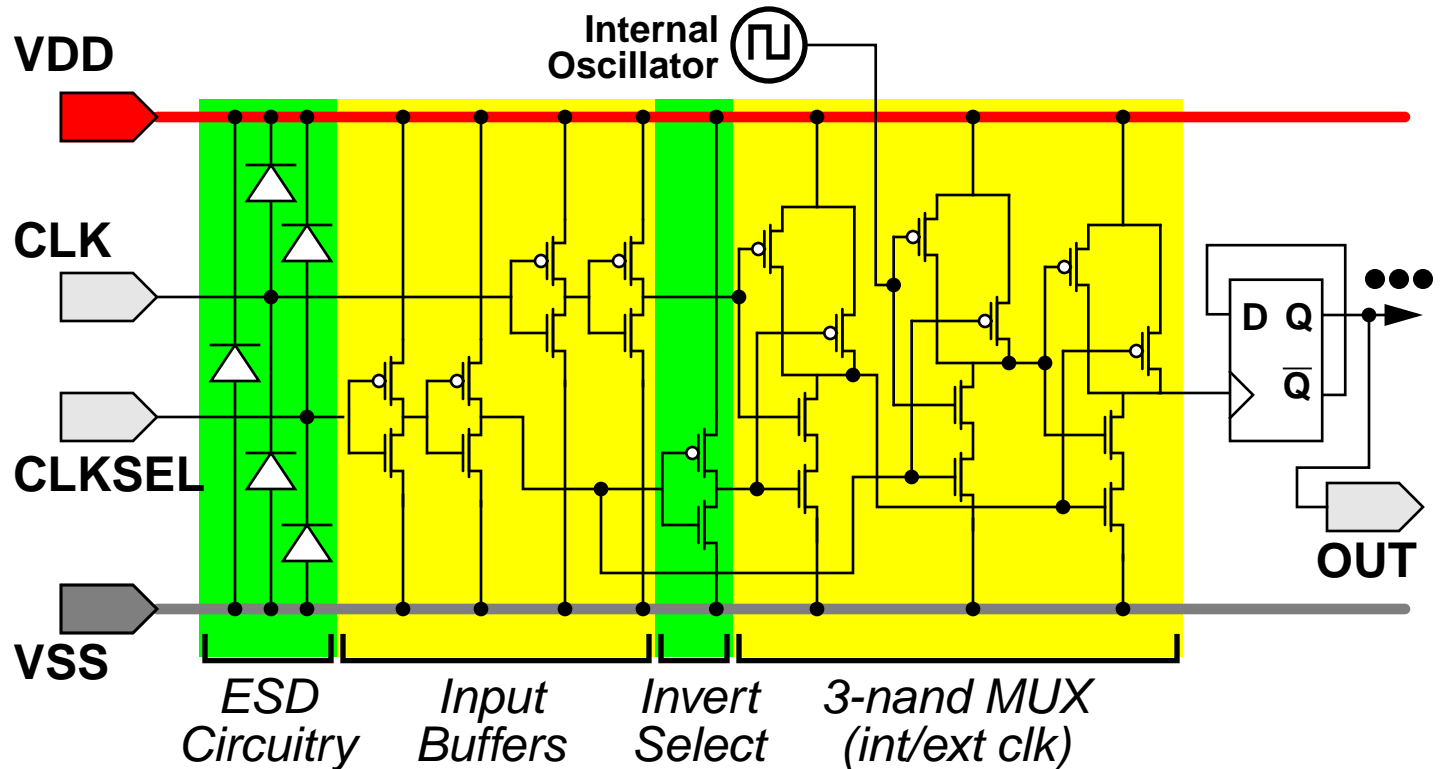 Internal
Oscillator
VDD
CLK
CLKSEL
VSS
D Q
Q
OUT
ESD
Circuitry
Input
Buffers
Invert
Select
3-nand MUX
(int/ext clk)